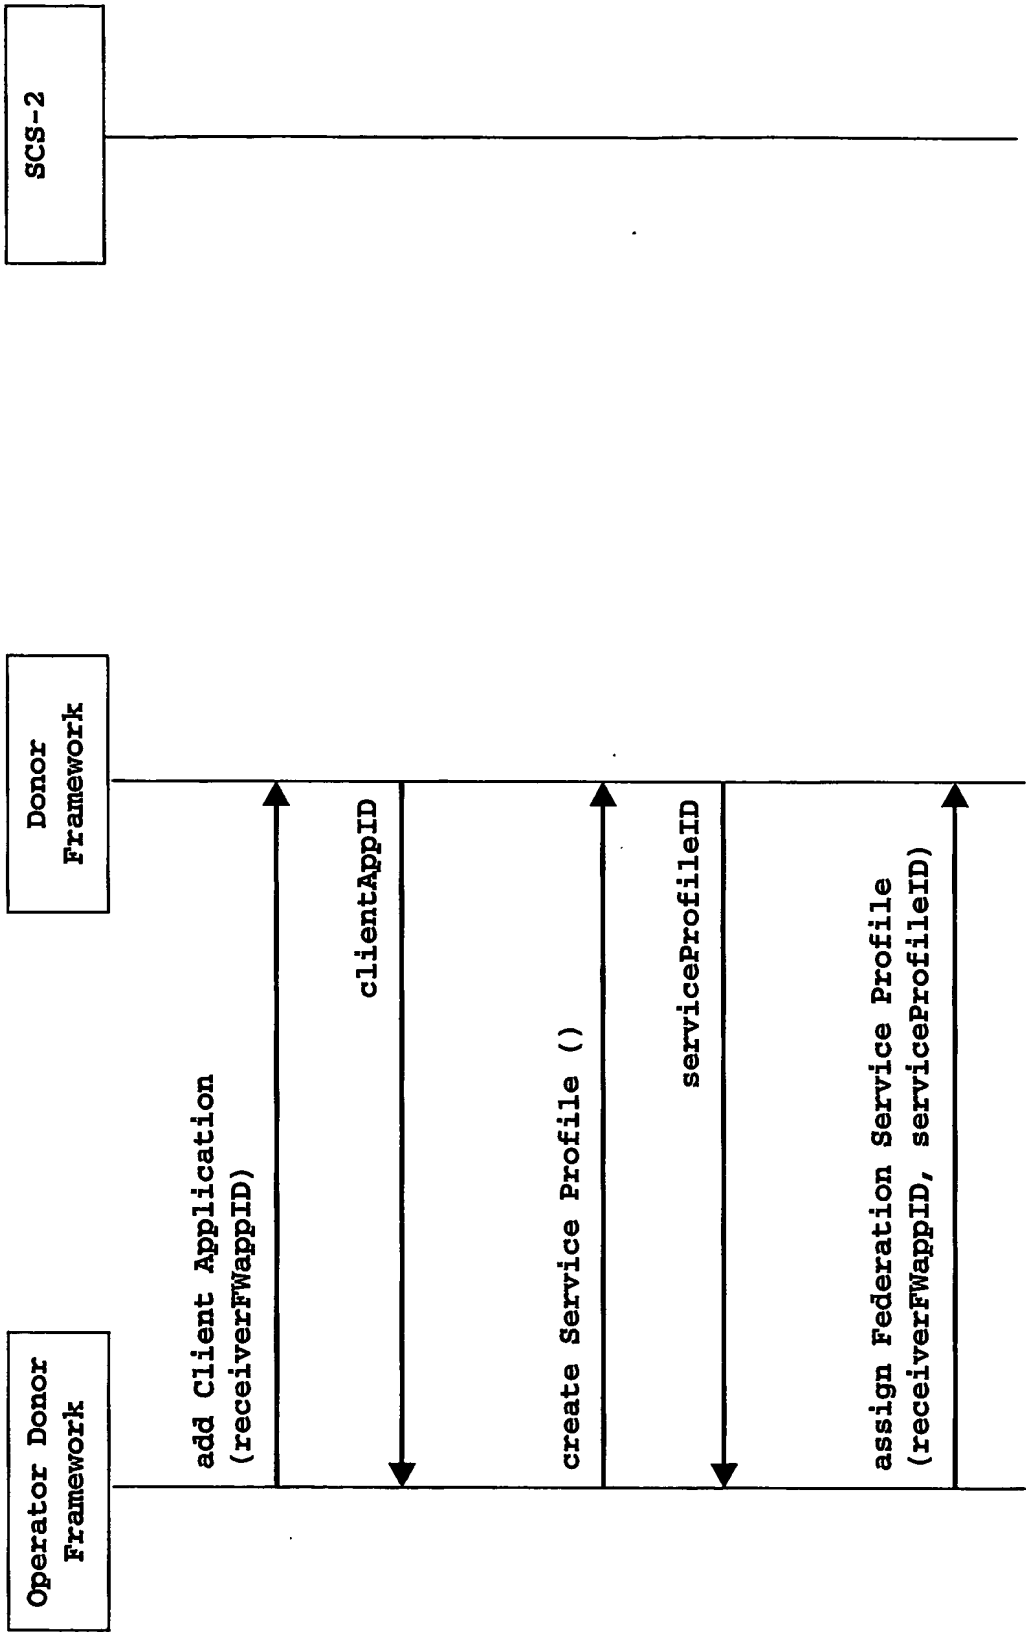 Operator Donor
Framework
Donor
Framework
SCS-2
add Client Application
(receiverFWappID)
clientAppID
create Service Profile ()
serviceProfileID
assign Federation Service Profile
(receiverFWappID, serviceProfileID)